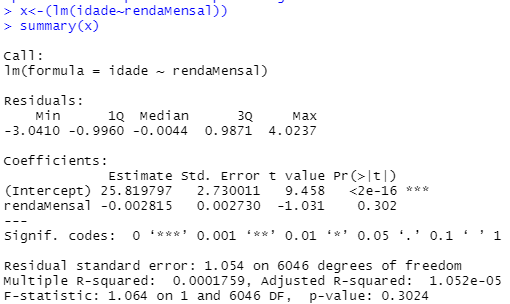 > x<-(lm(idade~rendaMensal))
> summary(x)
Call:
lm(formula = idade ~ rendaMensal)
Residuals:
    Min      1Q  Median      3Q     Max
-3.0410 -0.9960 -0.0044  0.9871  4.0237
Coefficients:
             Estimate Std. Error t value Pr(>|t|)
(Intercept) 25.819797   2.730011   9.458   <2e-16 ***
rendaMensal -0.002815   0.002730  -1.031    0.302
---
Signif. codes:  0 ‘***’ 0.001 ‘**’ 0.01 ‘*’ 0.05 ‘.’ 0.1 ‘ ’ 1
Residual standard error: 1.054 on 6046 degrees of freedom
Multiple R-squared:  0.0001759, Adjusted R-squared:  1.052e-05
F-statistic: 1.064 on 1 and 6046 DF,  p-value: 0.3024